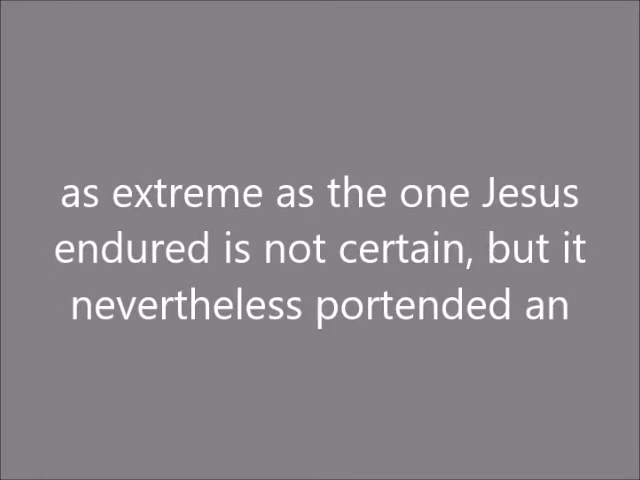 as extreme as the one Jesus
endured is not certain, but it
nevertheless portended an